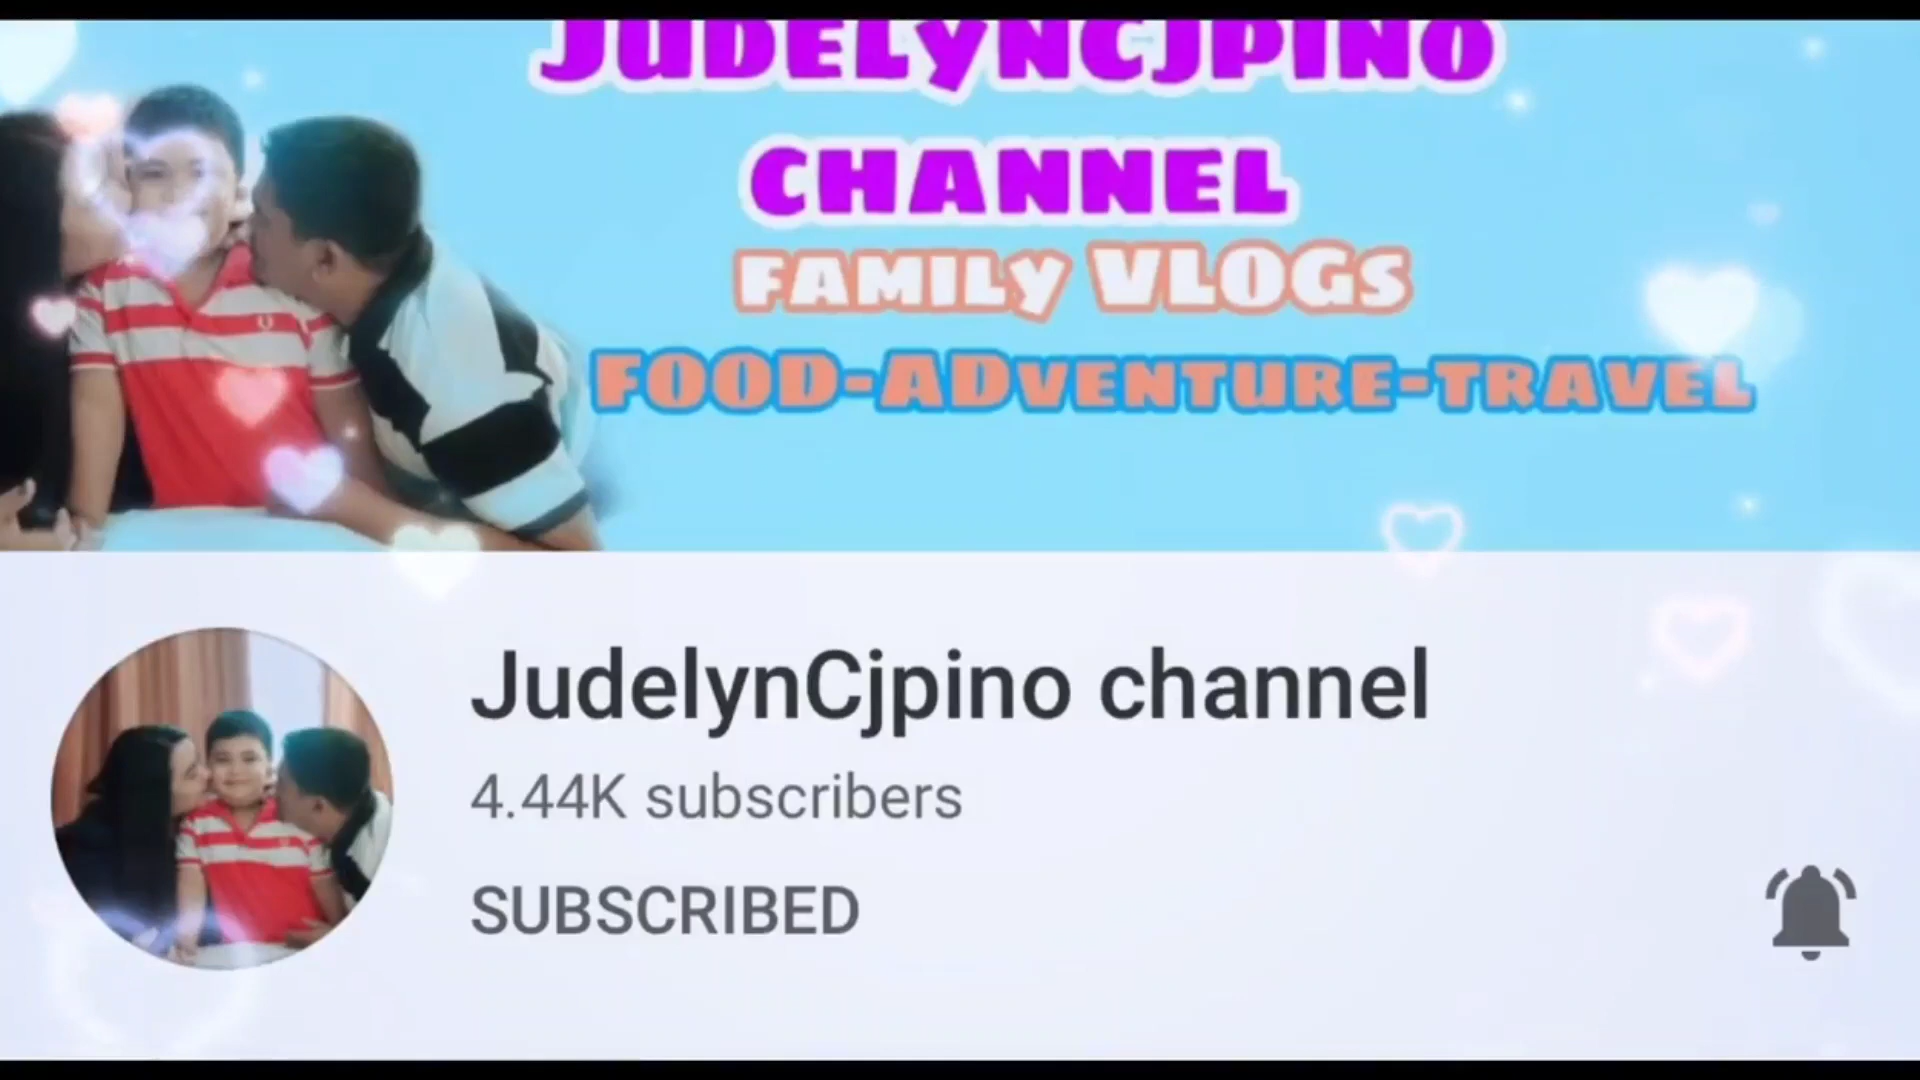 JUDELyNCJPINO
CHANNEL
FAMILy VLOGs
FOOD-ADVENTURE-TRAVEL
JudelynCjpino channel
4.44K subscribers
SUBSCRIBED